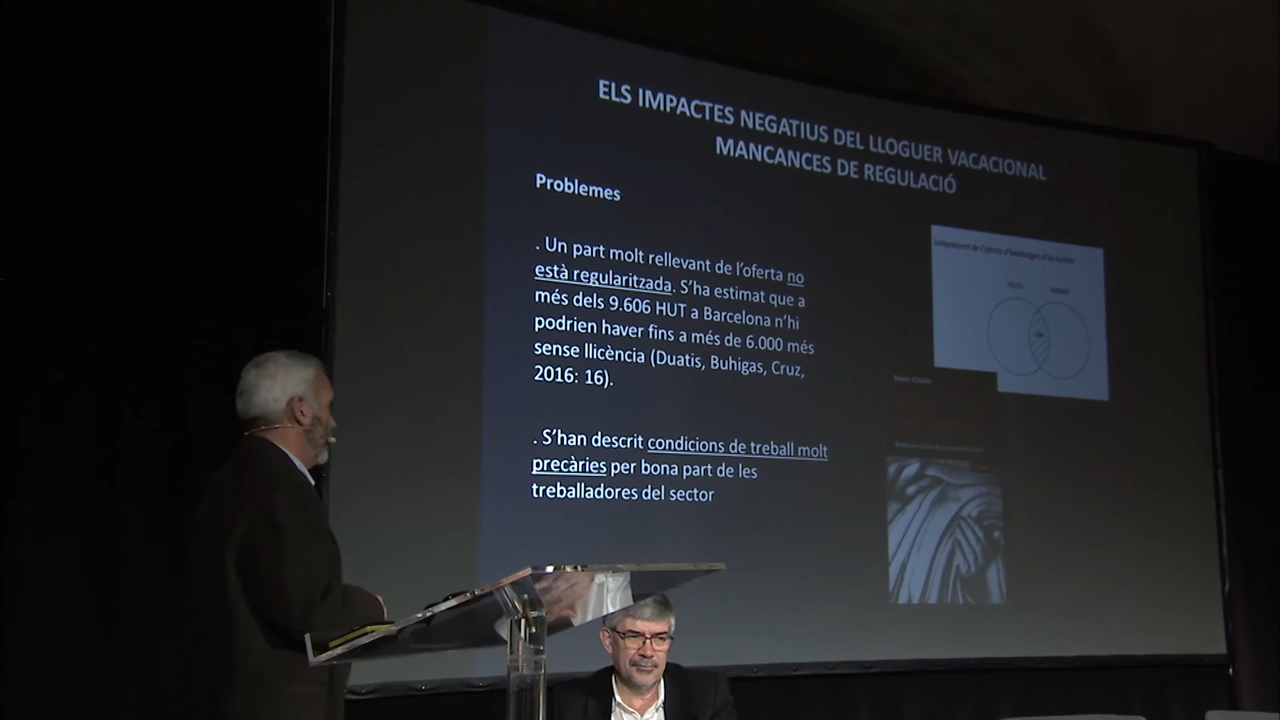 ELS IMPACTES NEGATIUS DEL LLOGUER VACACIONAL
MANCANCES DE REGULACIÓ
Problemes
. Un part molt rellevant de l'oferta no
està regularitzada. S'ha estimat que a
més dels 9.606 HUT a Barcelona n'hi
podrien haver fins a més de 6.000 més
sense llicència (Duatis, Buhigas, Cruz,
2016: 16).
. S'han descrit condicions de treball molt
precàries per bona part de les
treballadores del sector
HUTs